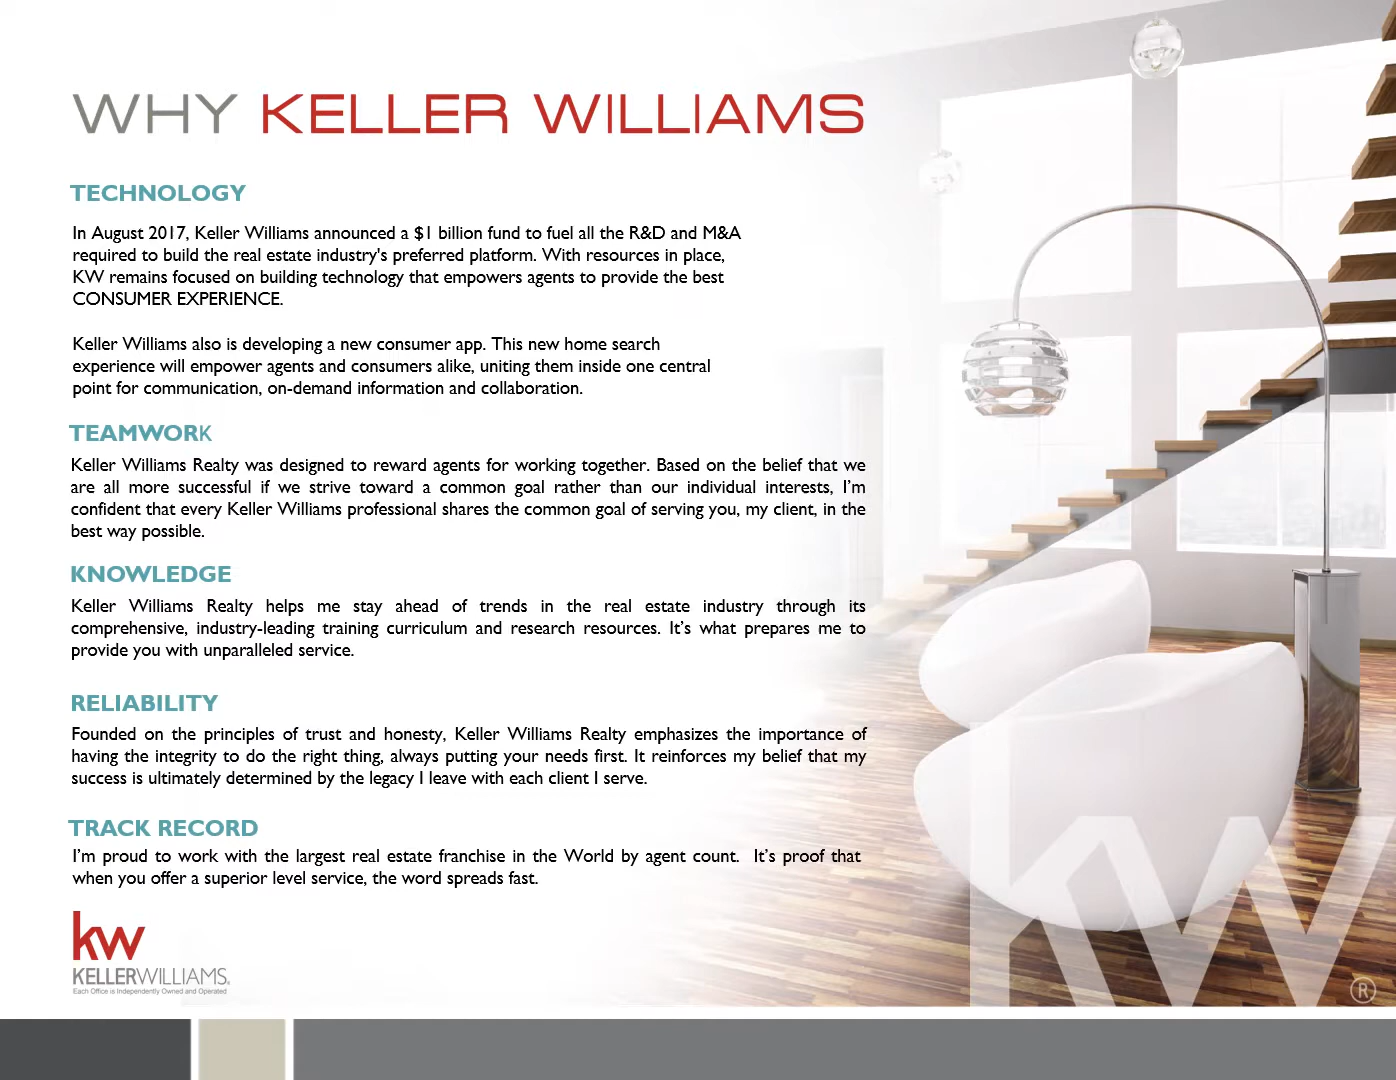 WHY KELLER WILLIAMS
TECHNOLOGY
In August 2017, Keller Williams announced a $1 billion fund to fuel all the R&D and M&A
required to build the real estate industry's preferred platform. With resources in place,
KW remains focused on building technology that empowers agents to provide the best
CONSUMER EXPERIENCE.
Keller Williams also is developing a new consumer app. This new home search
experience will empower agents and consumers alike, uniting them inside one central
point for communication, on-demand information and collaboration.
TEAMWORK
Keller Williams Realty was designed to reward agents for working together. Based on the belief that we
are all more successful if we strive toward a common goal rather than our individual interests, I’m
confident that every Keller Williams professional shares the common goal of serving you, my client, in the
best way possible.
KNOWLEDGE
Keller Williams Realty helps me stay ahead of trends in the real estate industry through its
comprehensive, industry-leading training curriculum and research resources. It’s what prepares me to
provide you with unparalleled service.
RELIABILITY
Founded on the principles of trust and honesty, Keller Williams Realty emphasizes the importance of
having the integrity to do the right thing, always putting your needs first. It reinforces my belief that my
success is ultimately determined by the legacy I leave with each client I serve.
TRACK RECORD
I’m proud to work with the largest real estate franchise in the World by agent count. It’s proof that
when you offer a superior level service, the word spreads fast.
kw
KELLERWILLIAMS.
Each Office is Independently Owned and Operated
kw
®